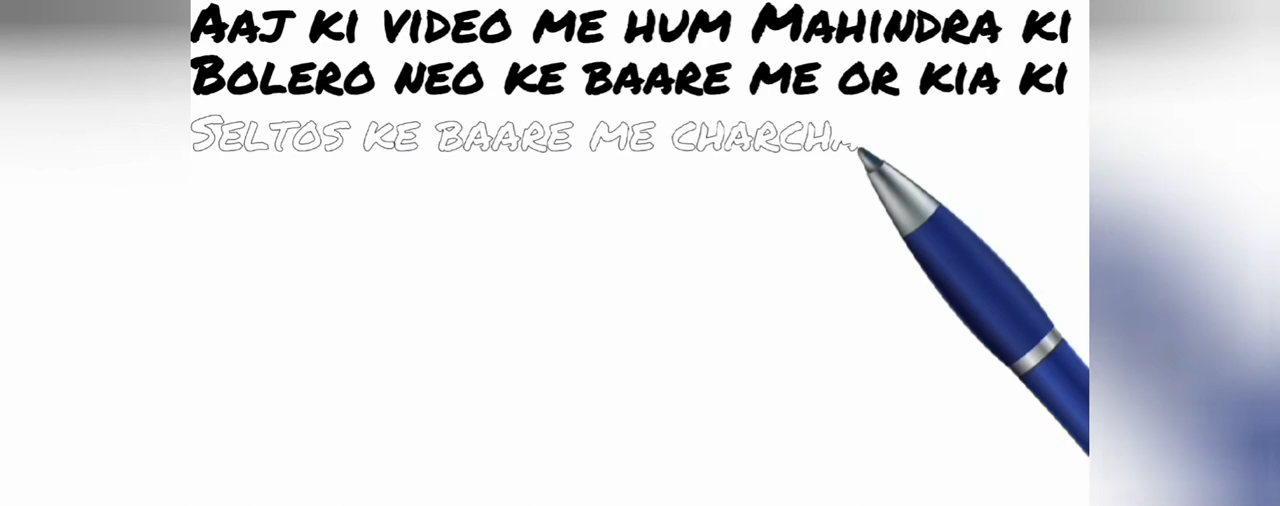 Aaj ki video me hum Mahindra ki
Bolero neo ke baare me or kia ki
Seltos ke baare me